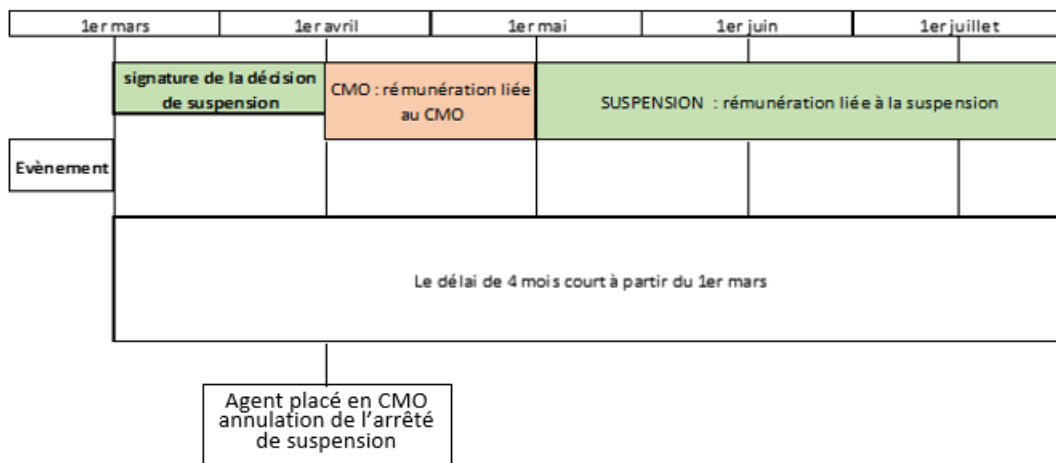 1er mars 1er avril 1er mai 1er juin 1er juillet
signature de la décision
de suspension
CMO : rémunération liée
au CMO
SUSPENSION : rémunération liée à la suspension
Evènement
Le délai de 4 mois court à partir du 1er mars
Agent placé en CMO
annulation de l'arrêté
de suspension